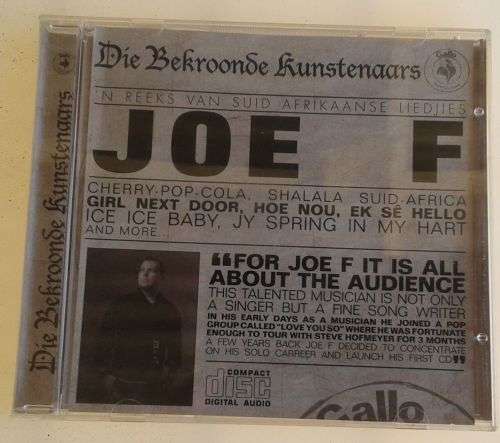 Die Bekroonde Kunstenaars
Gallo
'N REEKS VAN SUID AFRIKAANSE LIEDJIES
JOE F
CHERRY-POP-COLA, SHALALA SUID-AFRICA
GIRL NEXT DOOR, HOE NOU, EK SÊ HELLO
ICE ICE BABY, JY SPRING IN MY HART
AND MORE...
"FOR JOE F IT IS ALL
ABOUT THE AUDIENCE
THIS TALENTED MUSICIAN IS NOT ONLY
A SINGER BUT A FINE SONG WRITER
IN HIS EARLY DAYS AS A MUSICIAN HE JOINED A POP
GROUP CALLED "LOVE YOU SO" WHERE HE WAS FORTUNATE
ENOUGH TO TOUR WITH STEVE HOFMEYER FOR 3 MONTHS
A FEW YEARS BACK JOE F DECIDED TO CONCENTRATE
ON HIS SOLO CARREER AND LAUNCH HIS FIRST CD"
COMPACT
disc
DIGITAL AUDIO
Gallo
Die Bekroonde Kunstenaars